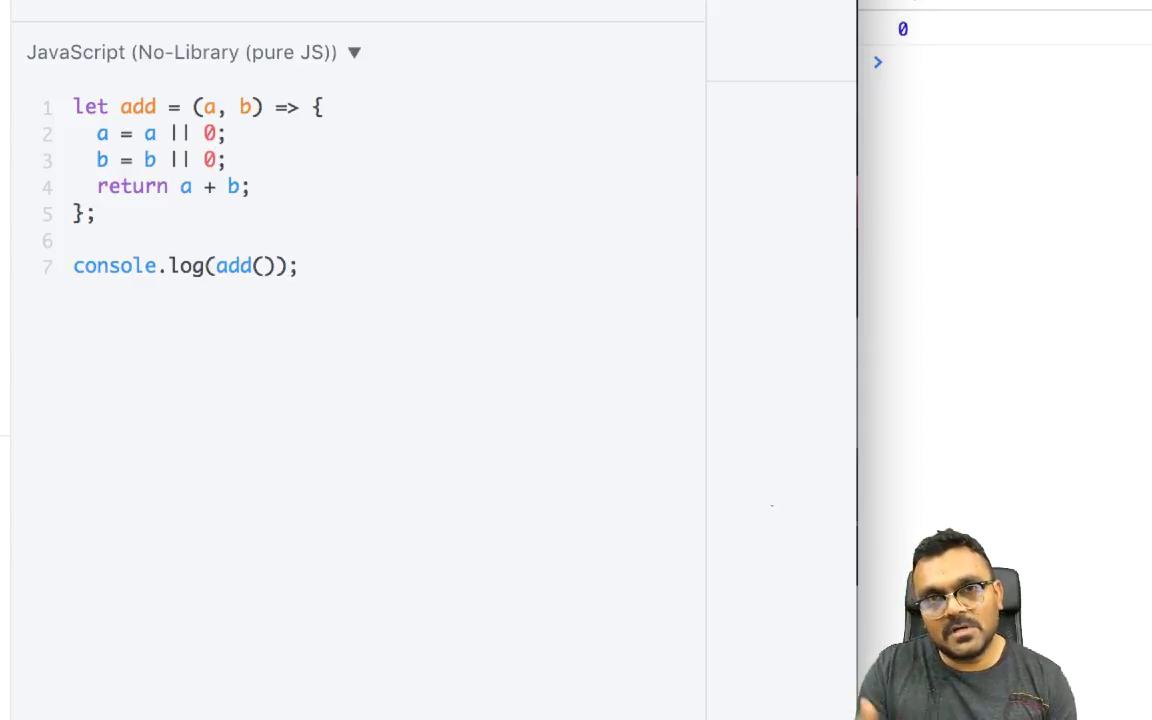 JavaScript (No-Library (pure JS)) ▼
1 let add = (a, b) => {
2   a = a || 0;
3   b = b || 0;
4   return a + b;
5 };
6
7 console.log(add());
0
>